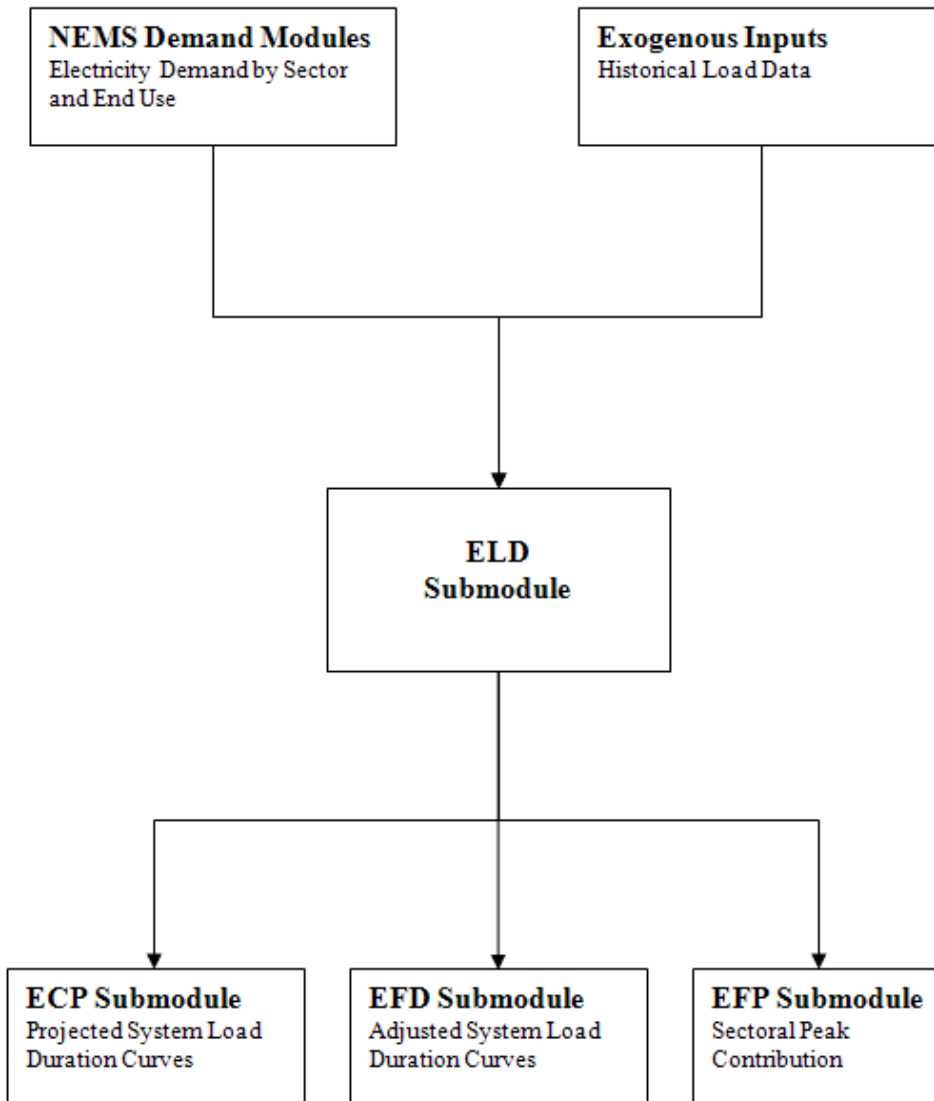 NEMS Demand Modules
Electricity Demand by Sector
and End Use
Exogenous Inputs
Historical Load Data
ELD
Submodule
ECP Submodule
Projected System Load
Duration Curves
EFD Submodule
Adjusted System Load
Duration Curves
EFP Submodule
Sectoral Peak
Contribution